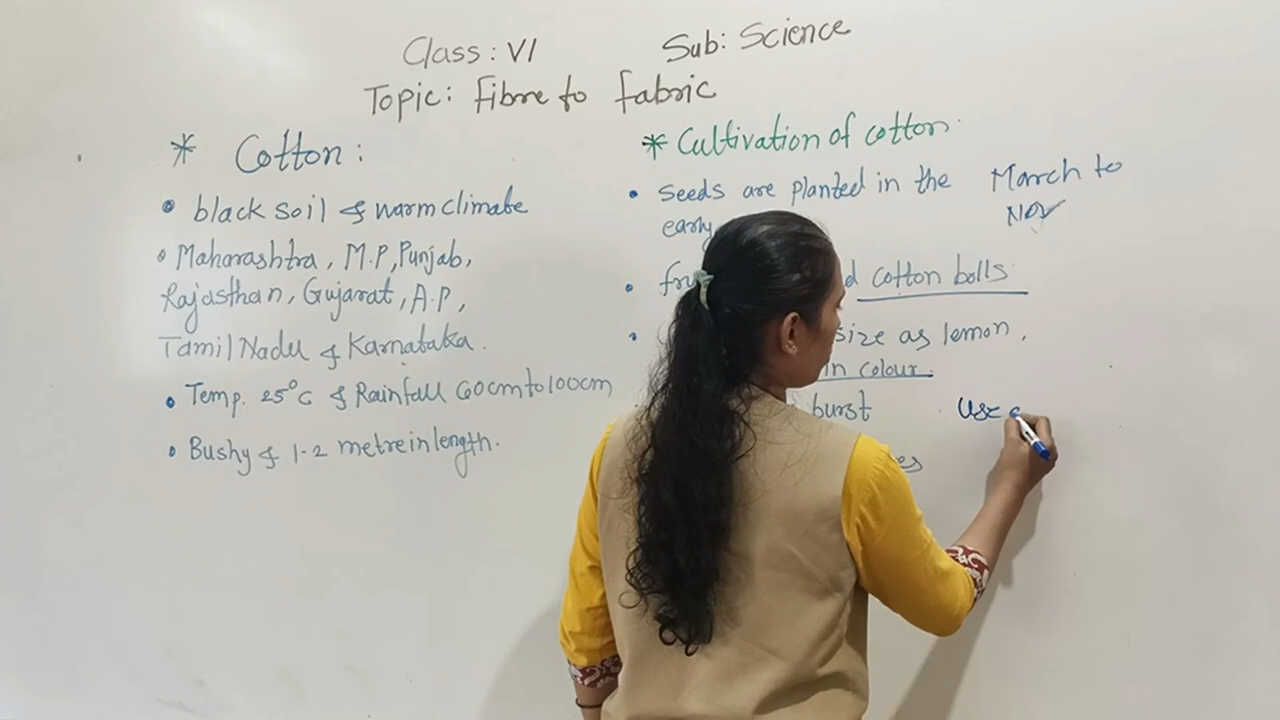 Class: VI Sub: Science
Topic: Fibre to fabric
* Cotton:
• black soil & warm climate
• Maharashtra, M.P, Punjab,
Rajasthan, Gujarat, A.P,
Tamil Nadu & Karnataka.
• Temp. 25°C & Rainfall 60cm to 100cm
• Bushy & 1-2 metre in length.
* Cultivation of cotton.
• Seeds are planted in the March to
early Nov
• cotton bolls.
• size as lemon,
in colour.
burst Use